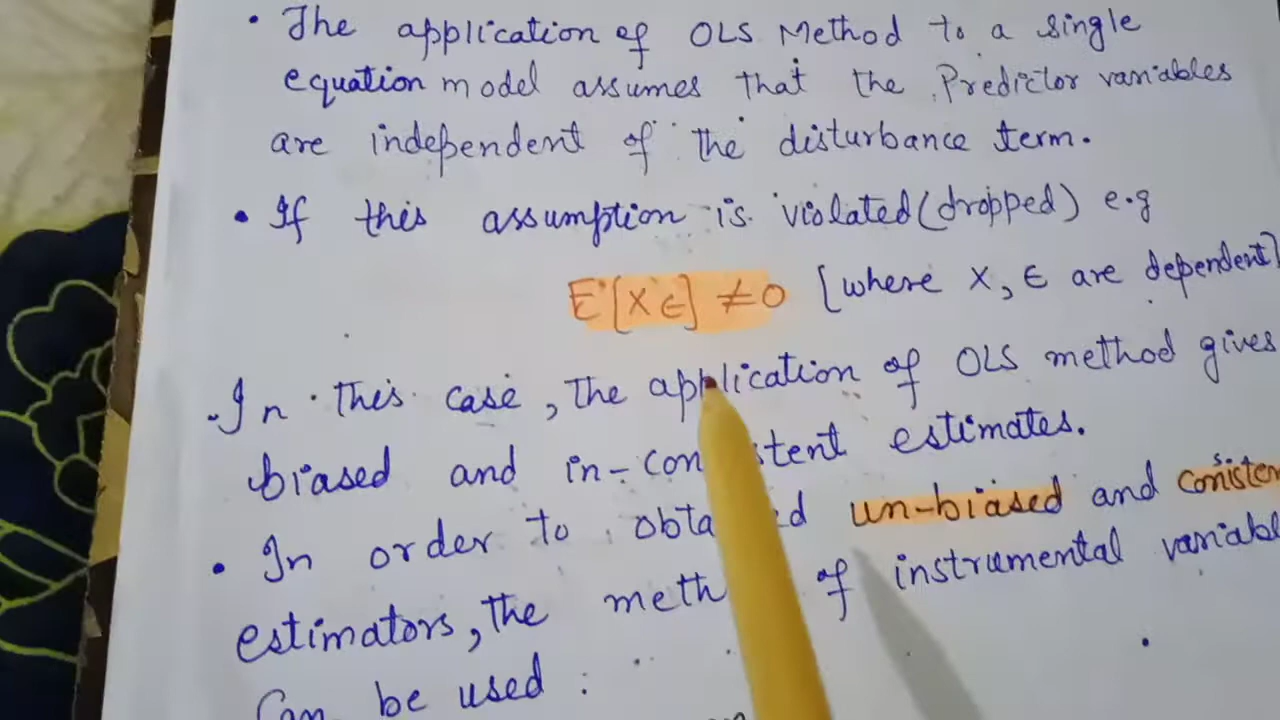 • The application of OLS Method to a single
equation model assumes that the Predictor variables
are independent of the disturbance term.
• If this assumption is violated (dropped) e.g
E[X ∈] ≠ 0 [where X, ∈ are dependent]
. In this case, the application of OLS method gives
biased and in-con tent estimates.
• In order to obta d un-biased and consisten
estimators, the meth of instrumental variabl
Can be used :